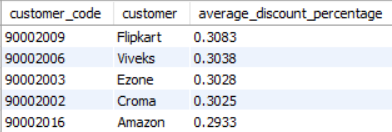 customer_code customer average_discount_percentage
90002009 Flipkart 0.3083
90002006 Viveks 0.3038
90002003 Ezone 0.3028
90002002 Croma 0.3025
90002016 Amazon 0.2933